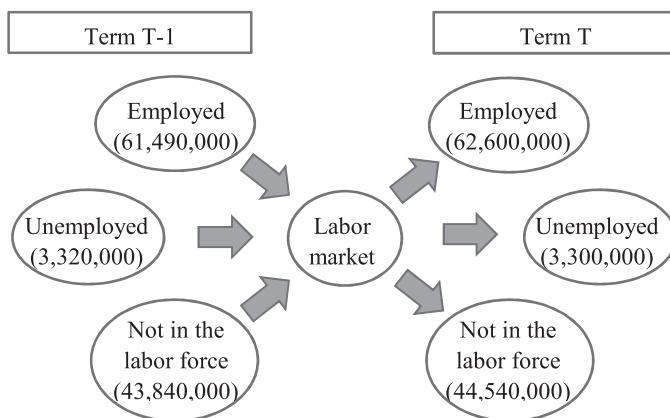 Term T-1
Term T
Employed
(61,490,000)
Employed
(62,600,000)
Unemployed
(3,320,000)
Labor
market
Unemployed
(3,300,000)
Not in the
labor force
(43,840,000)
Not in the
labor force
(44,540,000)